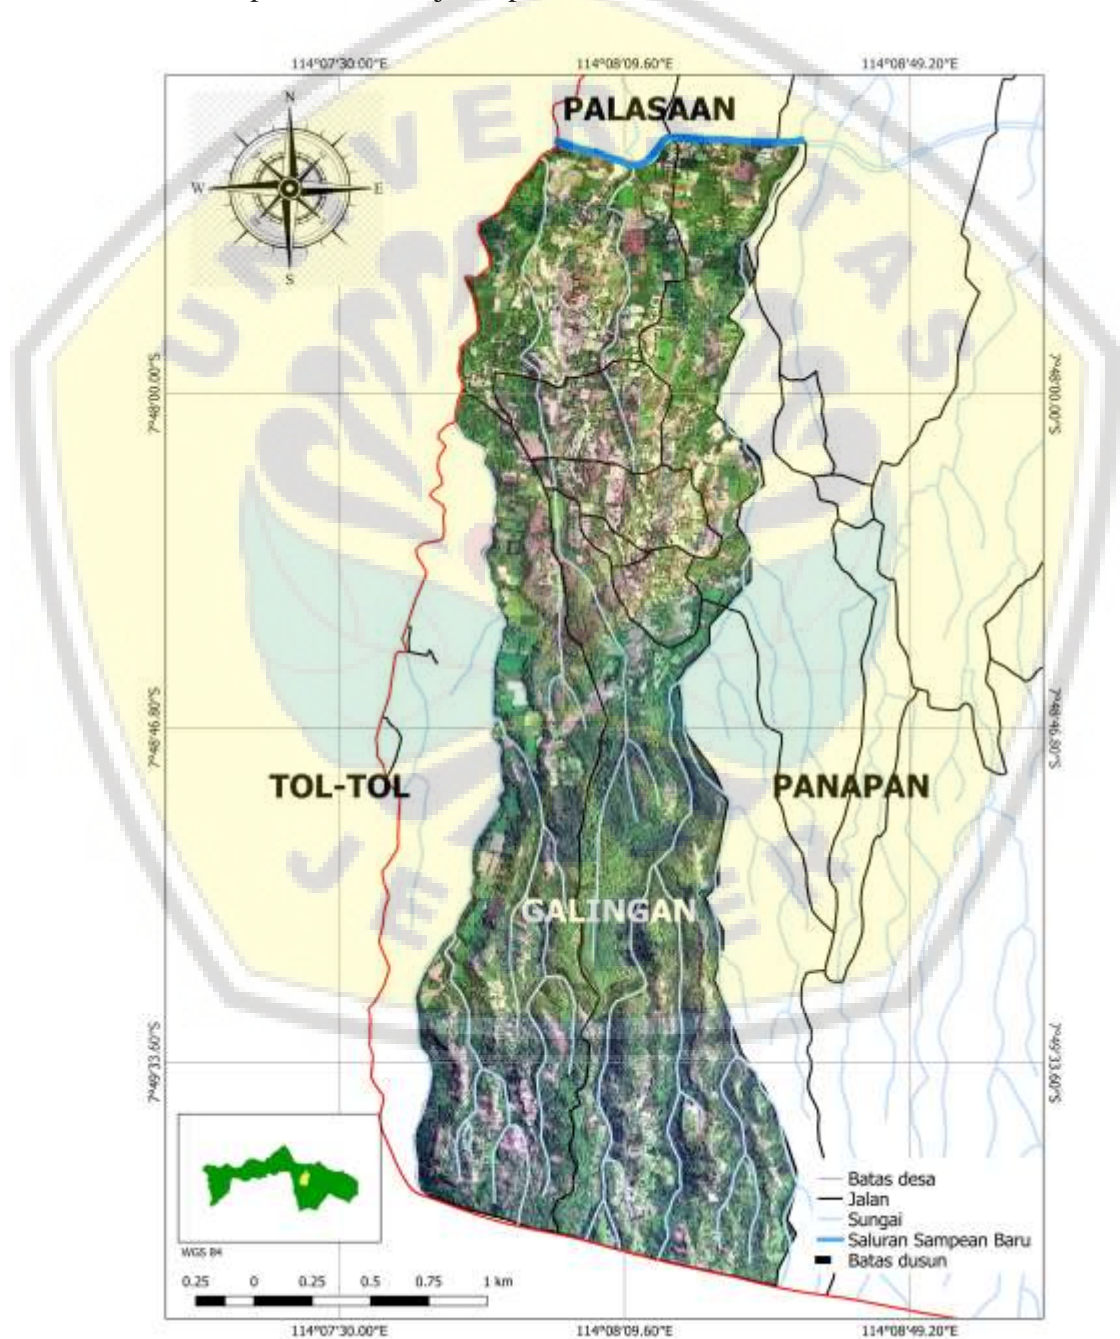 114°07'30.00"E 114°08'09.60"E 114°08'49.20"E
PALASAAN
N
W E
S
UNIVERSITAS
7°48'00.00"S 7°48'00.00"S
7°48'46.80"S 7°48'46.80"S
TOL-TOL PANAPAN
JEMBER
GALINGAN
7°49'33.60"S 7°49'33.60"S
Batas desa
Jalan
Sungai
Saluran Sampean Baru
Batas dusun
WGS 84
0.25 0 0.25 0.5 0.75 1 km
114°07'30.00"E 114°08'09.60"E 114°08'49.20"E